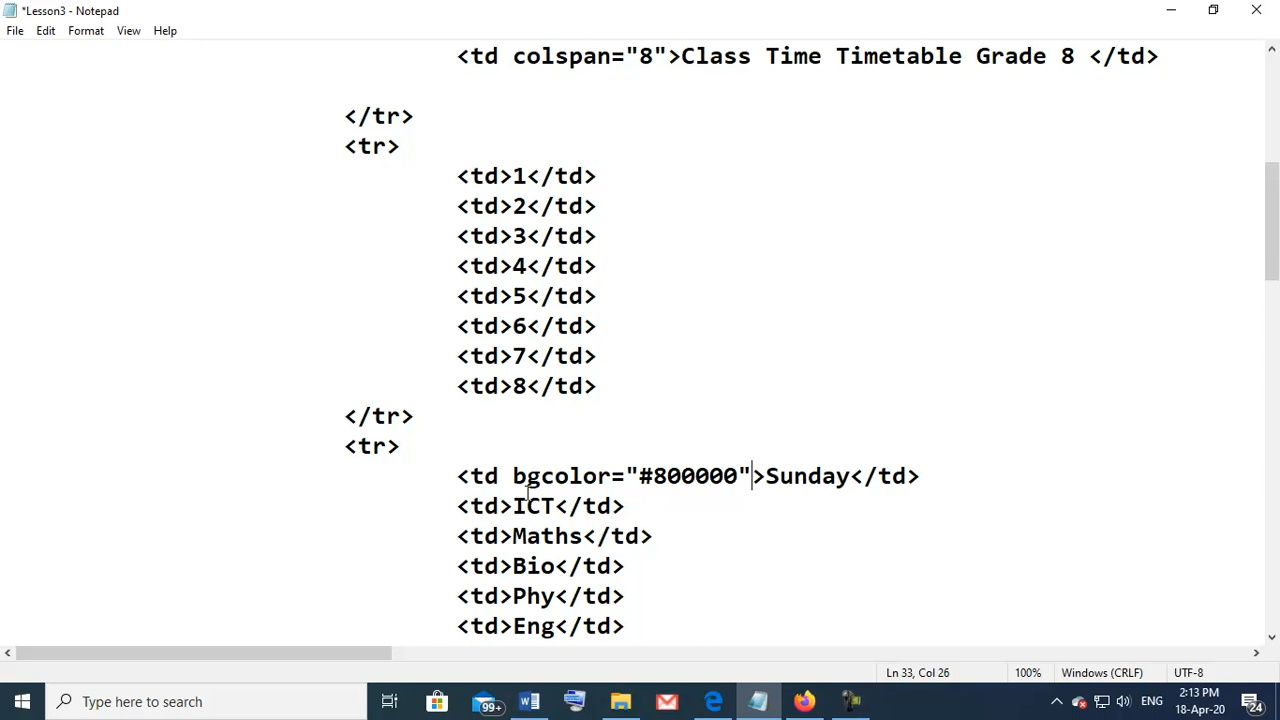 *Lesson3 - Notepad
File Edit Format View Help
<td colspan="8">Class Time Timetable Grade 8 </td>
</tr>
<tr>
<td>1</td>
<td>2</td>
<td>3</td>
<td>4</td>
<td>5</td>
<td>6</td>
<td>7</td>
<td>8</td>
</tr>
<tr>
<td bgcolor="#800000">Sunday</td>
<td>ICT</td>
<td>Maths</td>
<td>Bio</td>
<td>Phy</td>
<td>Eng</td>
Ln 33, Col 26 100% Windows (CRLF) UTF-8
Type here to search 99+ ENG 2:13 PM 18-Apr-20 24